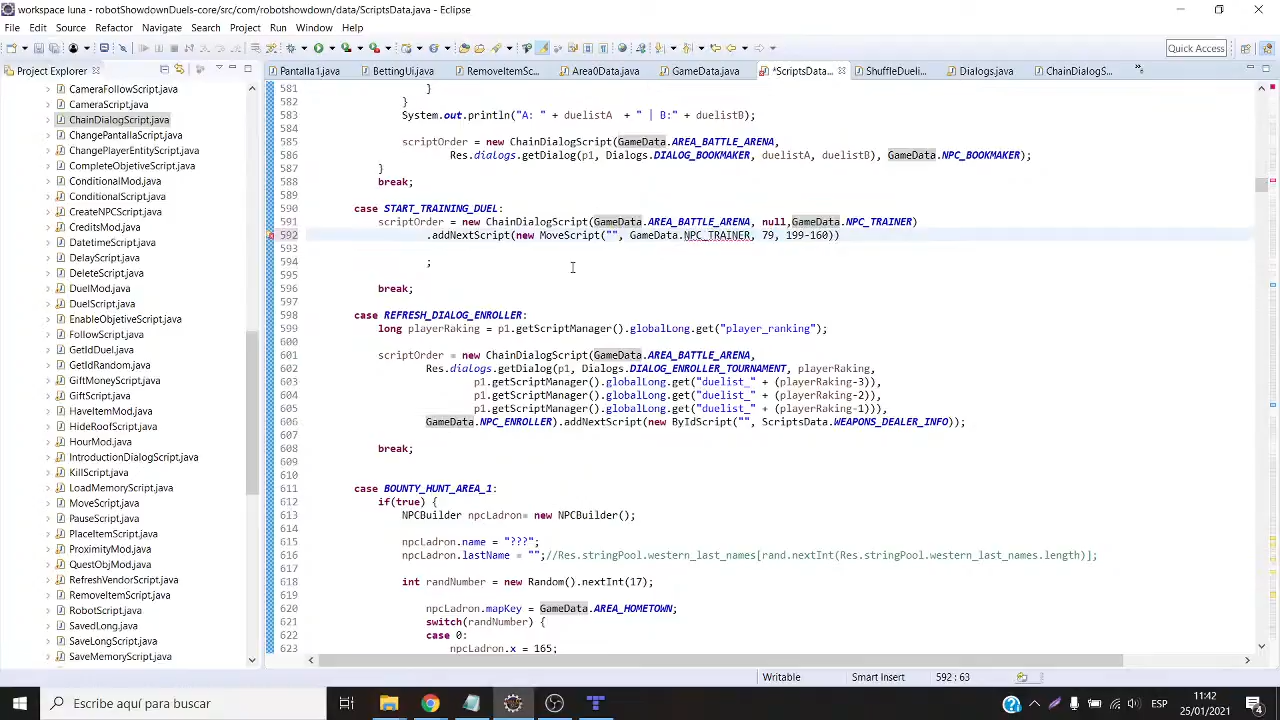 workspace luna - robotShowdownDuels-core/src/com/robotshowdown/data/ScriptsData.java - Eclipse
File Edit Source Refactor Navigate Search Project Run Window Help
Quick Access
Project Explorer
Pantalla1.java BettingUi.java RemoveItemSc... Area0Data.java GameData.java *ScriptsData... ShuffleDueli... Dialogs.java ChainDialogS...
CameraFollowScript.java
CameraScript.java
ChainDialogScript.java
ChangePantallaScript.java
ChangePlayerEntityScript.java
CompleteObjectiveScript.java
ConditionalMod.java
ConditionalScript.java
CreateNPCScript.java
CreditsMod.java
DatetimeScript.java
DelayScript.java
DeleteScript.java
DuelMod.java
DuelScript.java
EnableObjetiveScript.java
FollowScript.java
GetIdDuel.java
GetIdRandom.java
GiftMoneyScript.java
GiftScript.java
HaveItemMod.java
HideRoofScript.java
HourMod.java
IntroductionDialogScript.java
KillScript.java
LoadMemoryScript.java
MoveScript.java
PauseScript.java
PlaceItemScript.java
ProximityMod.java
QuestObjMod.java
RefreshVendorScript.java
RemoveItemScript.java
RobotScript.java
SavedLong.java
SaveLongScript.java
SaveMemoryScript.java
581 }
582 }
583 System.out.println("A: " + duelistA + " | B:" + duelistB);
584
585 scriptOrder = new ChainDialogScript(GameData.AREA_BATTLE_ARENA,
586 Res.dialogs.getDialog(p1, Dialogs.DIALOG_BOOKMAKER, duelistA, duelistB), GameData.NPC_BOOKMAKER);
587 }
588 break;
589
590 case START_TRAINING_DUEL:
591 scriptOrder = new ChainDialogScript(GameData.AREA_BATTLE_ARENA, null,GameData.NPC_TRAINER)
592 .addNextScript(new MoveScript("", GameData.NPC_TRAINER, 79, 199-160))
593
594 ;
595
596 break;
597
598 case REFRESH_DIALOG_ENROLLER:
599 long playerRaking = p1.getScriptManager().globalLong.get("player_ranking");
600
601 scriptOrder = new ChainDialogScript(GameData.AREA_BATTLE_ARENA,
602 Res.dialogs.getDialog(p1, Dialogs.DIALOG_ENROLLER_TOURNAMENT, playerRaking,
603 p1.getScriptManager().globalLong.get("duelist_" + (playerRaking-3)),
604 p1.getScriptManager().globalLong.get("duelist_" + (playerRaking-2)),
605 p1.getScriptManager().globalLong.get("duelist_" + (playerRaking-1))),
606 GameData.NPC_ENROLLER).addNextScript(new ByIdScript("", ScriptsData.WEAPONS_DEALER_INFO));
607
608 break;
609
610
611 case BOUNTY_HUNT_AREA_1:
612 if(true) {
613 NPCBuilder npcLadron= new NPCBuilder();
614
615 npcLadron.name = "???";
616 npcLadron.lastName = "";//Res.stringPool.western_last_names[rand.nextInt(Res.stringPool.western_last_names.length)];
617
618 int randNumber = new Random().nextInt(17);
619
620 npcLadron.mapKey = GameData.AREA_HOMETOWN;
621 switch(randNumber) {
622 case 0:
623 npcLadron.x = 165;
Writable Smart Insert 592 : 63
Escribe aquí para buscar
ESP
11:42
25/01/2021
4